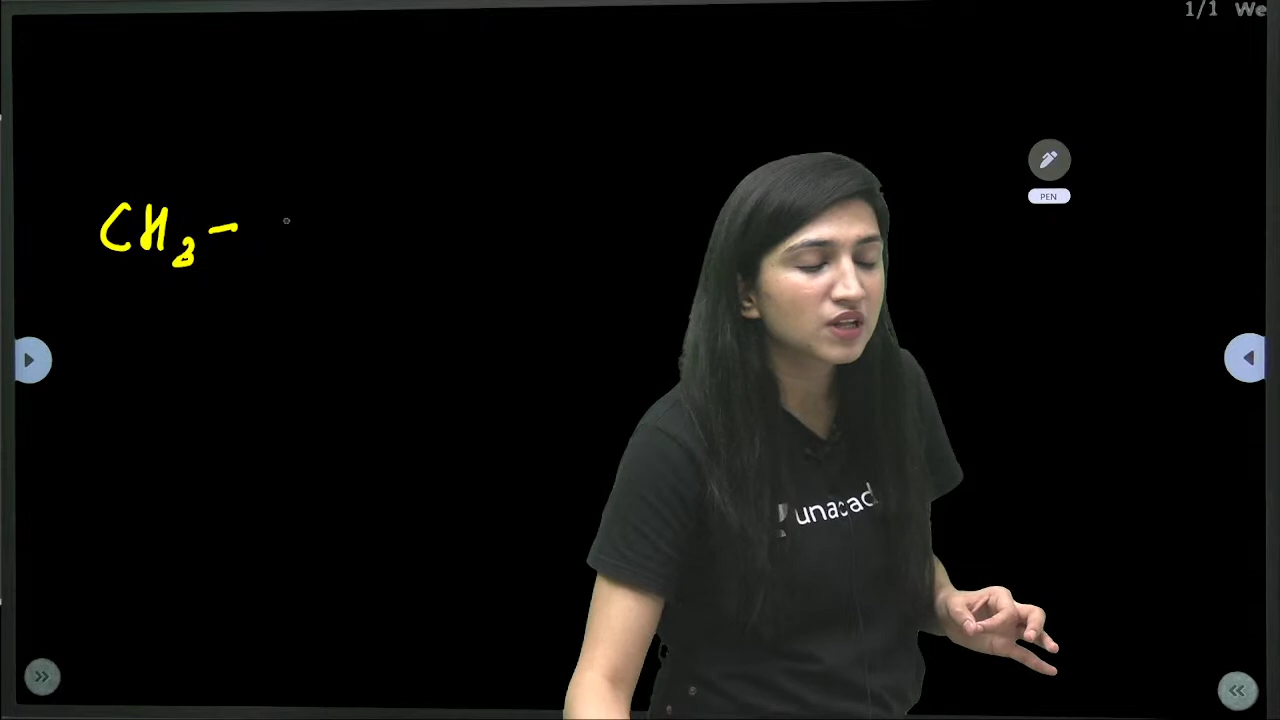 1/1 We
CH3 –
PEN
unacad